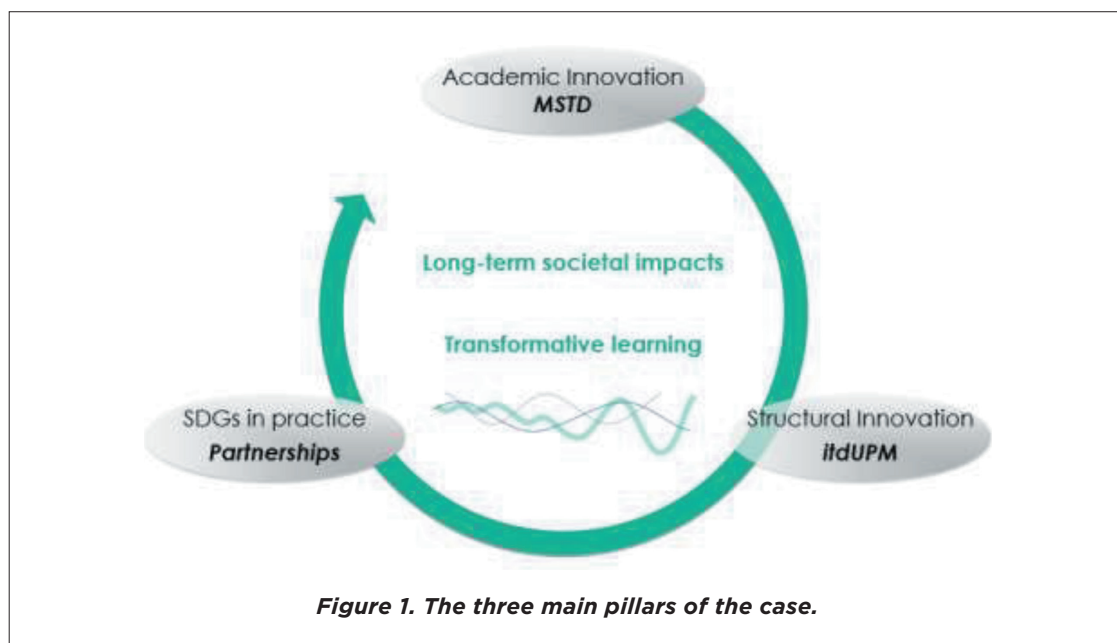 Academic Innovation
MSTD
Long-term societal impacts
Transformative learning
SDGs in practice
Partnerships
Structural Innovation
itdUPM
Figure 1. The three main pillars of the case.